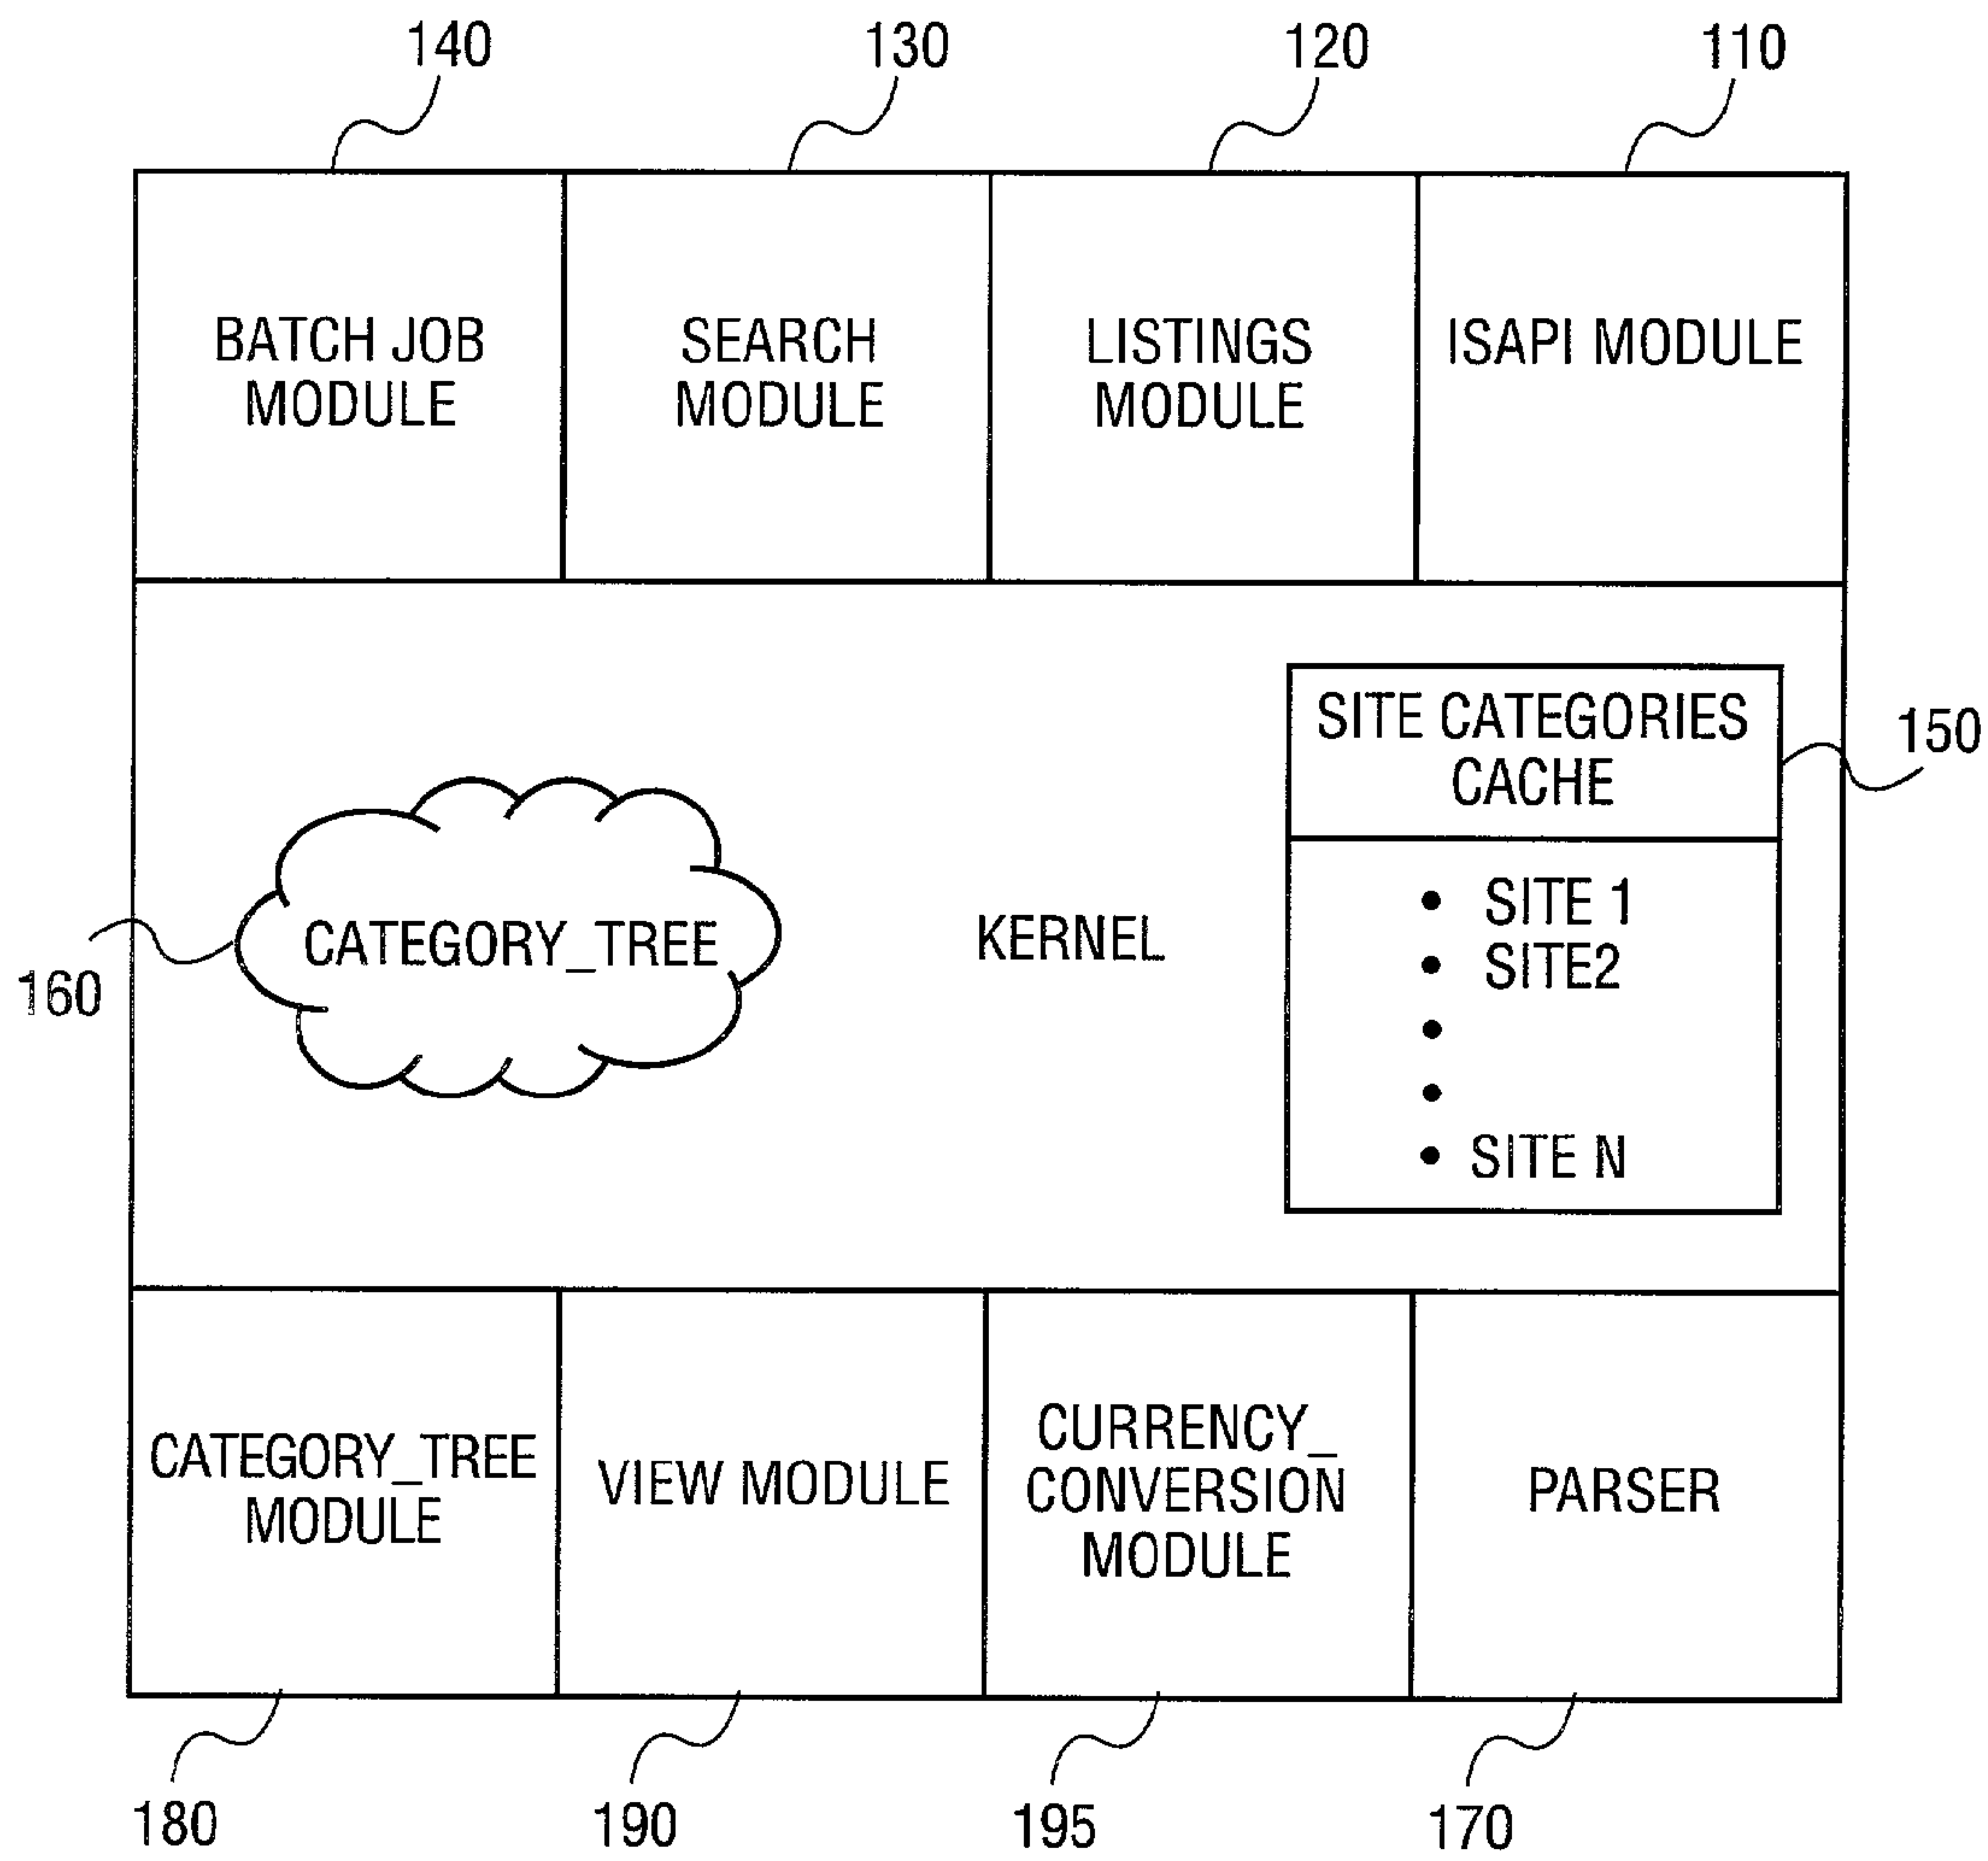 140
130
120
110
BATCH JOB
MODULE
SEARCH
MODULE
LISTINGS
MODULE
ISAPI MODULE
SITE CATEGORIES
CACHE
150
• SITE 1
• SITE2
•
•
• SITE N
CATEGORY_TREE
KERNEL
160
CATEGORY_TREE
MODULE
VIEW MODULE
CURRENCY_
CONVERSION
MODULE
PARSER
180
190
195
170